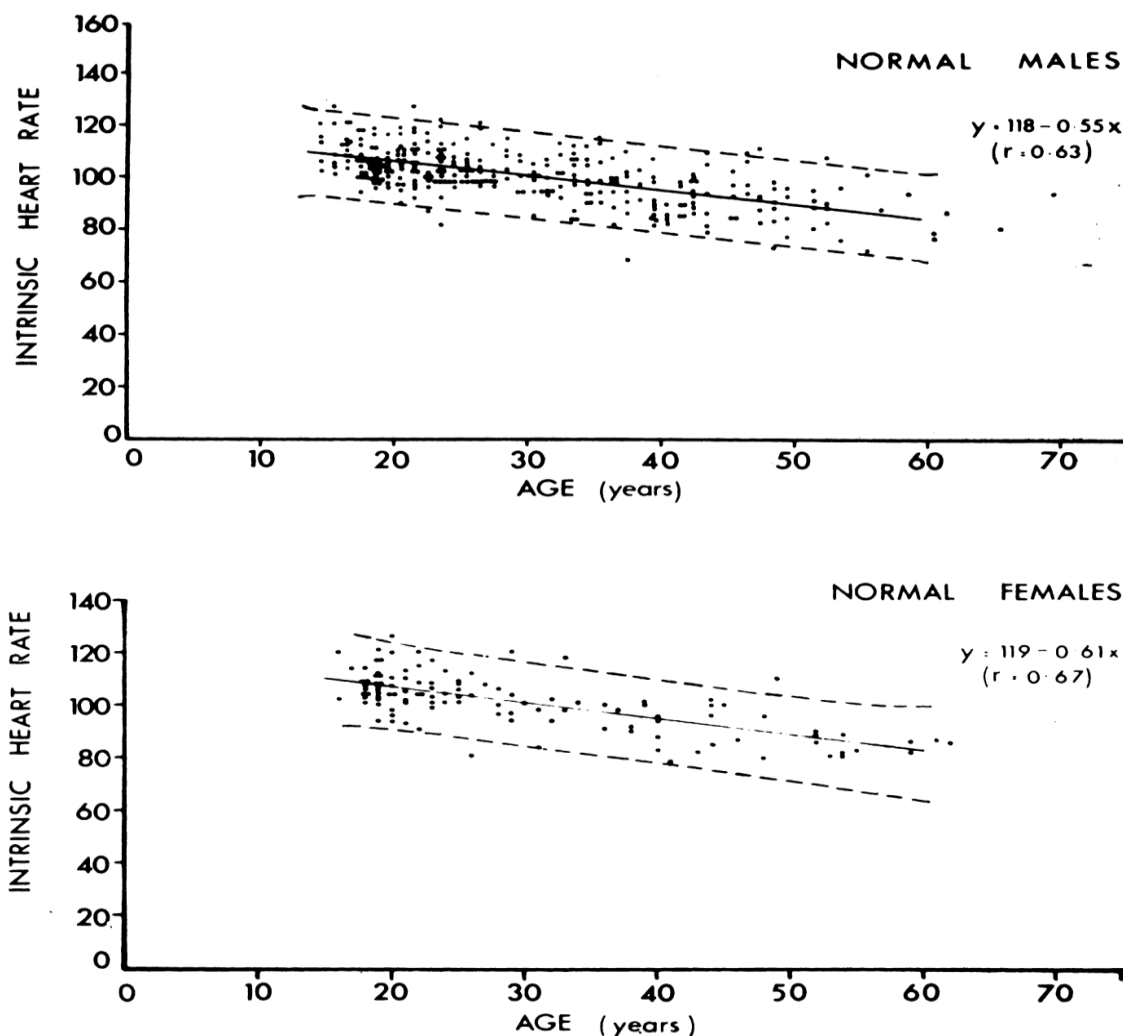 160
NORMAL MALES
140
y = 118 - 0·55x
(r = 0·63)
120
100
80
60
40
20
0
INTRINSIC HEART RATE
0 10 20 30 40 50 60 70
AGE (years)
NORMAL FEMALES
140
y = 119 - 0·61x
(r = 0·67)
120
100
80
60
40
20
0
INTRINSIC HEART RATE
0 10 20 30 40 50 60 70
AGE (years)